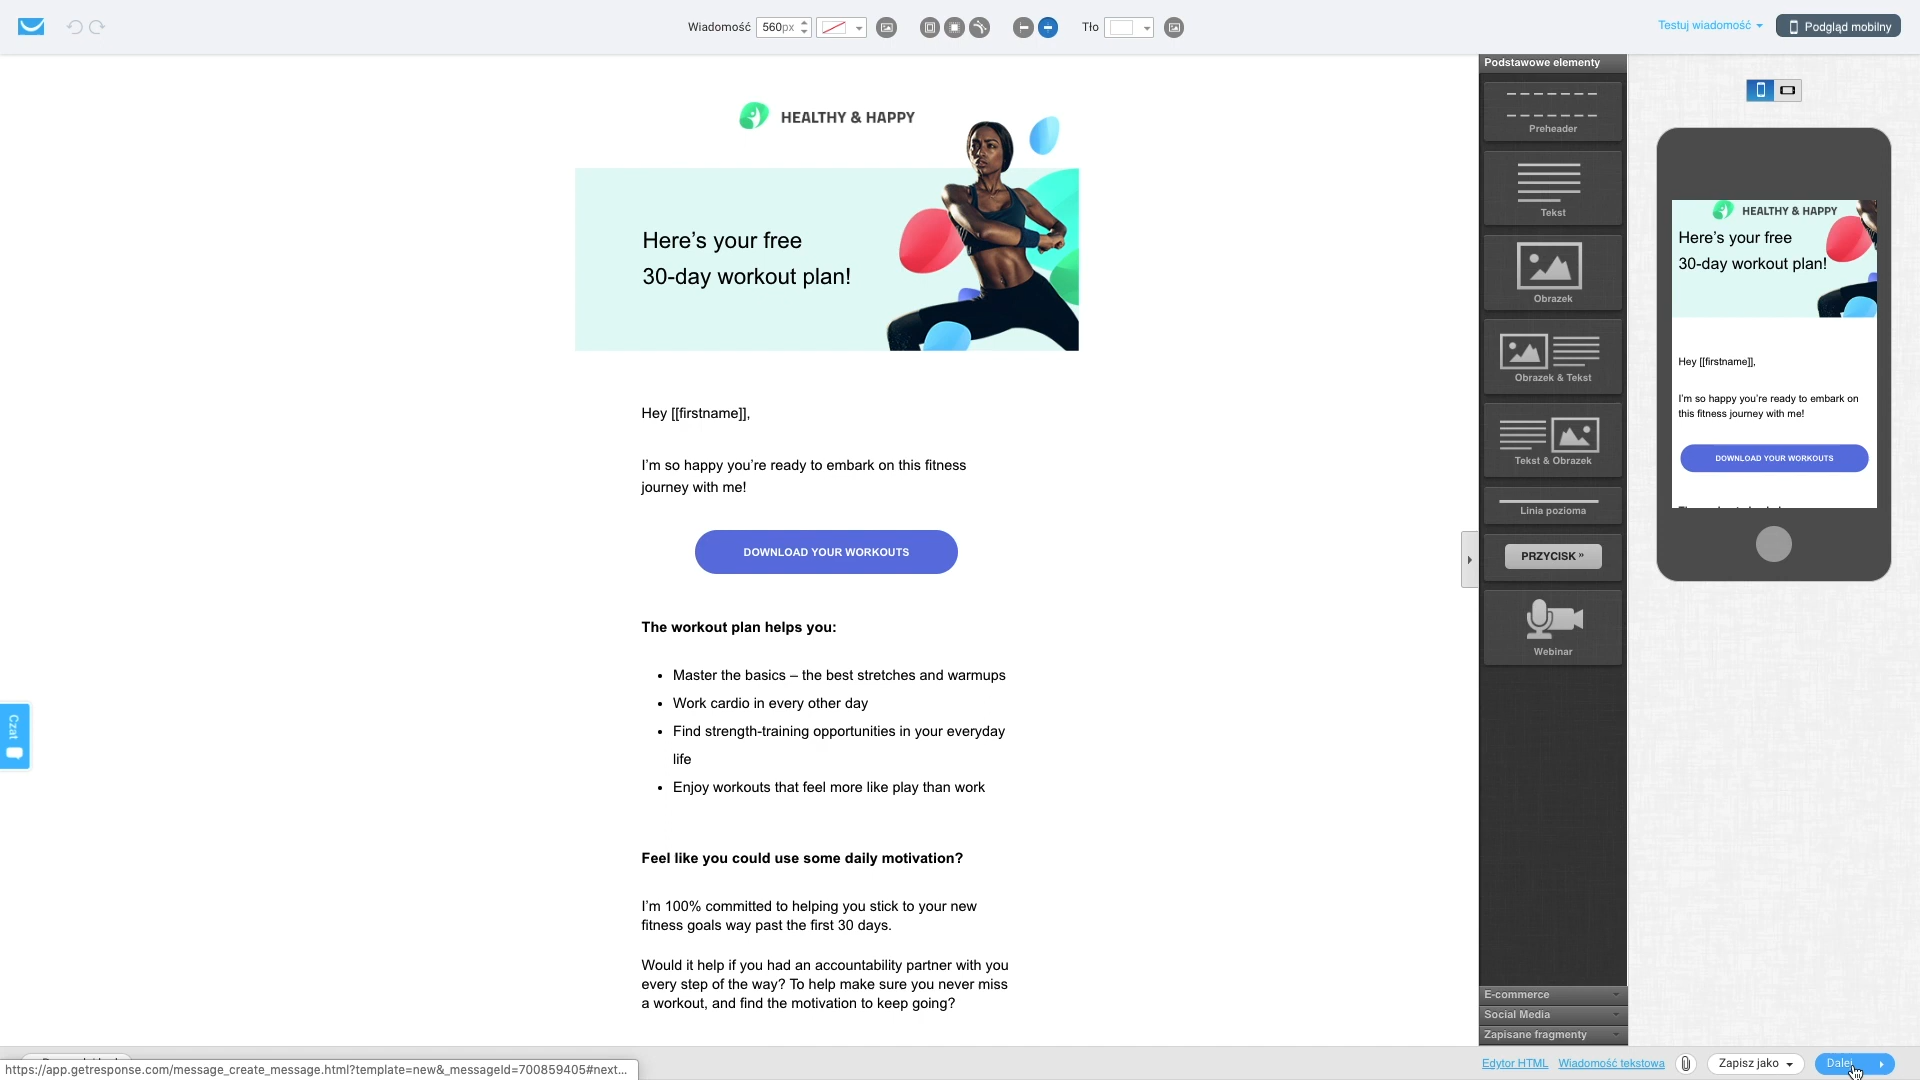 Wiadomość 560px Tło Testuj wiadomość Podgląd mobilny
HEALTHY & HAPPY
Here’s your free
30-day workout plan!
Hey [[firstname]],
I’m so happy you’re ready to embark on this fitness
journey with me!
DOWNLOAD YOUR WORKOUTS
The workout plan helps you:
• Master the basics – the best stretches and warmups
• Work cardio in every other day
• Find strength-training opportunities in your everyday
life
• Enjoy workouts that feel more like play than work
Feel like you could use some daily motivation?
I’m 100% committed to helping you stick to your new
fitness goals way past the first 30 days.
Would it help if you had an accountability partner with you
every step of the way? To help make sure you never miss
a workout, and find the motivation to keep going?
Czat
Podstawowe elementy
Preheader
Tekst
Obrazek
Obrazek & Tekst
Tekst & Obrazek
Linia pozioma
PRZYCISK »
Webinar
E-commerce
Social Media
Zapisane fragmenty
HEALTHY & HAPPY
Here’s your free
30-day workout plan!
Hey [[firstname]],
I’m so happy you’re ready to embark on
this fitness journey with me!
DOWNLOAD YOUR WORKOUTS
https://app.getresponse.com/message_create_message.html?template=new&_messageId=700859405#next...
Edytor HTML Wiadomość tekstowa Zapisz jako Dalej